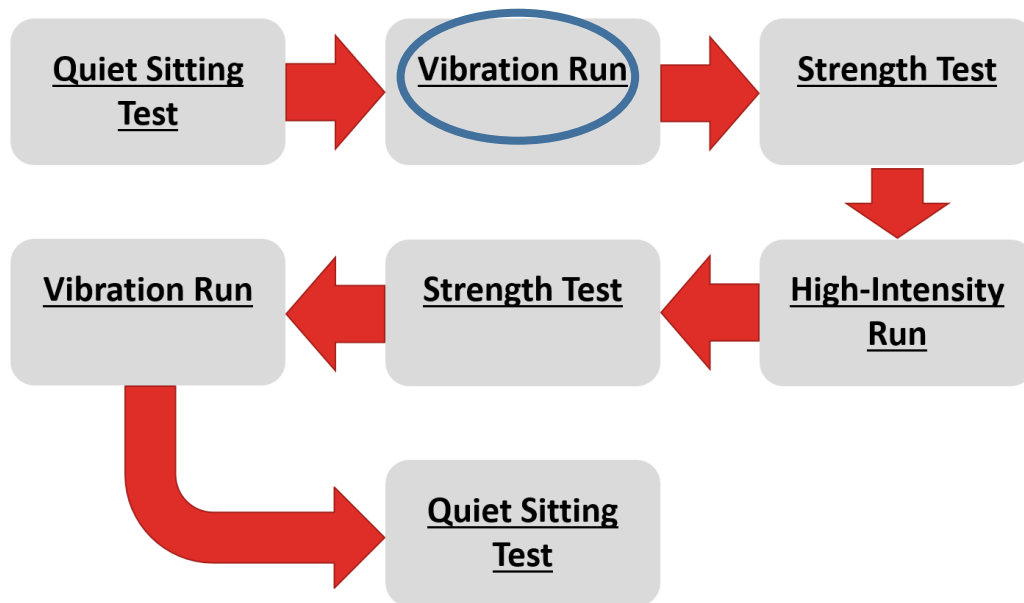 Quiet Sitting
Test
Vibration Run
Strength Test
High-Intensity
Run
Strength Test
Vibration Run
Quiet Sitting
Test